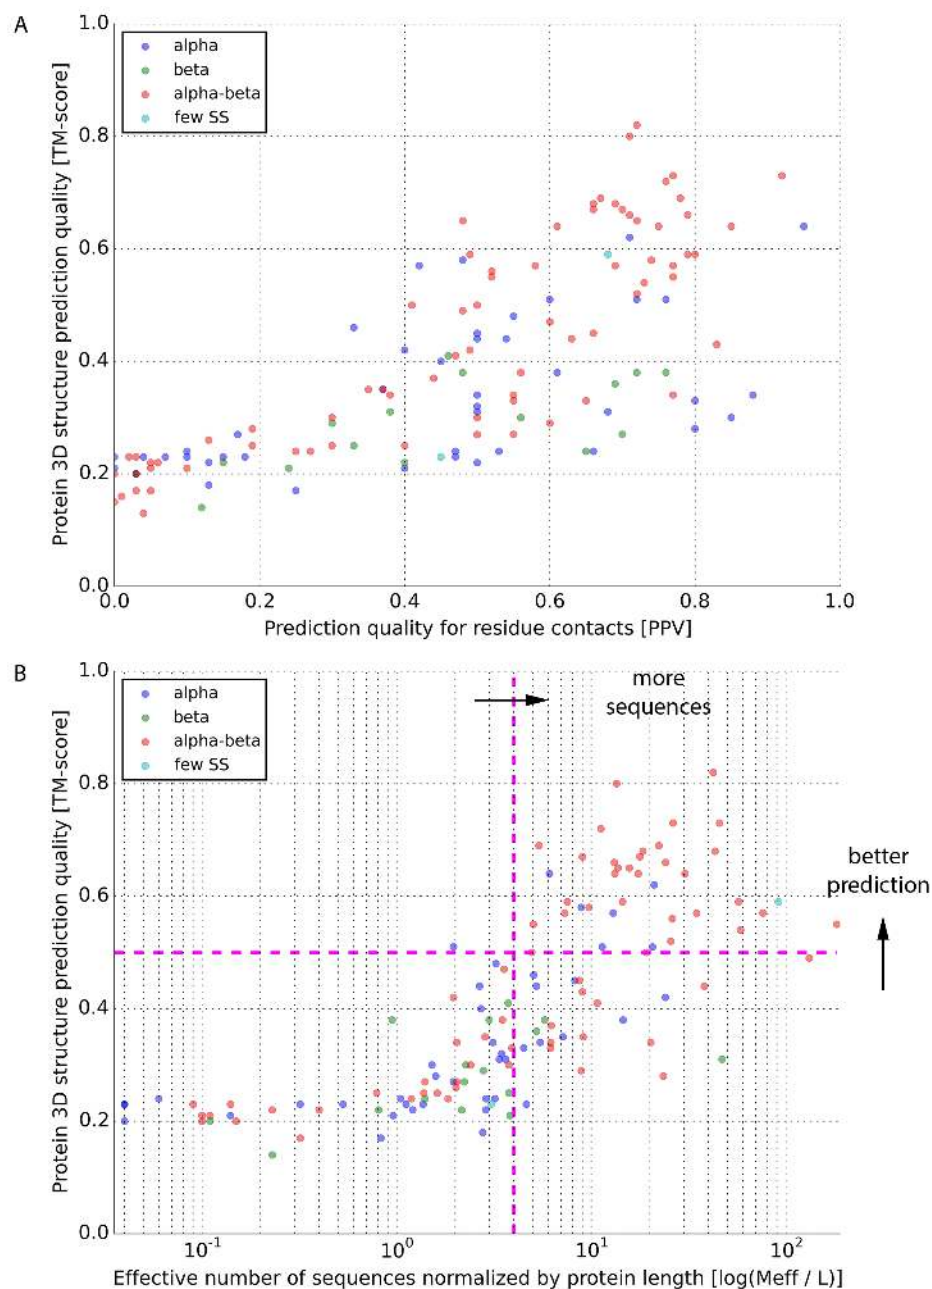 A
Protein 3D structure prediction quality [TM-score]
1.0
0.8
0.6
0.4
0.2
0.0
alpha
beta
alpha-beta
few SS
0.0 0.2 0.4 0.6 0.8 1.0
Prediction quality for residue contacts [PPV]
B
Protein 3D structure prediction quality [TM-score]
1.0
0.8
0.6
0.4
0.2
0.0
alpha
beta
alpha-beta
few SS
more
sequences
better
prediction
10⁻¹ 10⁰ 10¹ 10²
Effective number of sequences normalized by protein length [log(Meff / L)]